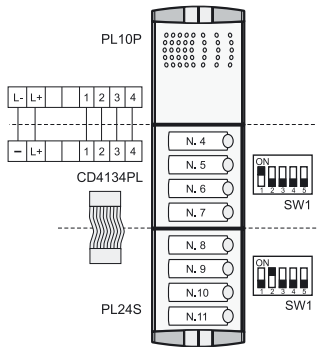 PL10P
L- L+ 1 2 3 4
– L+ 1 2 3 4
CD4134PL
N. 4
N. 5
N. 6
N. 7
ON
1 2 3 4 5
SW1
N. 8
N. 9
N.10
N.11
ON
1 2 3 4 5
SW1
PL24S